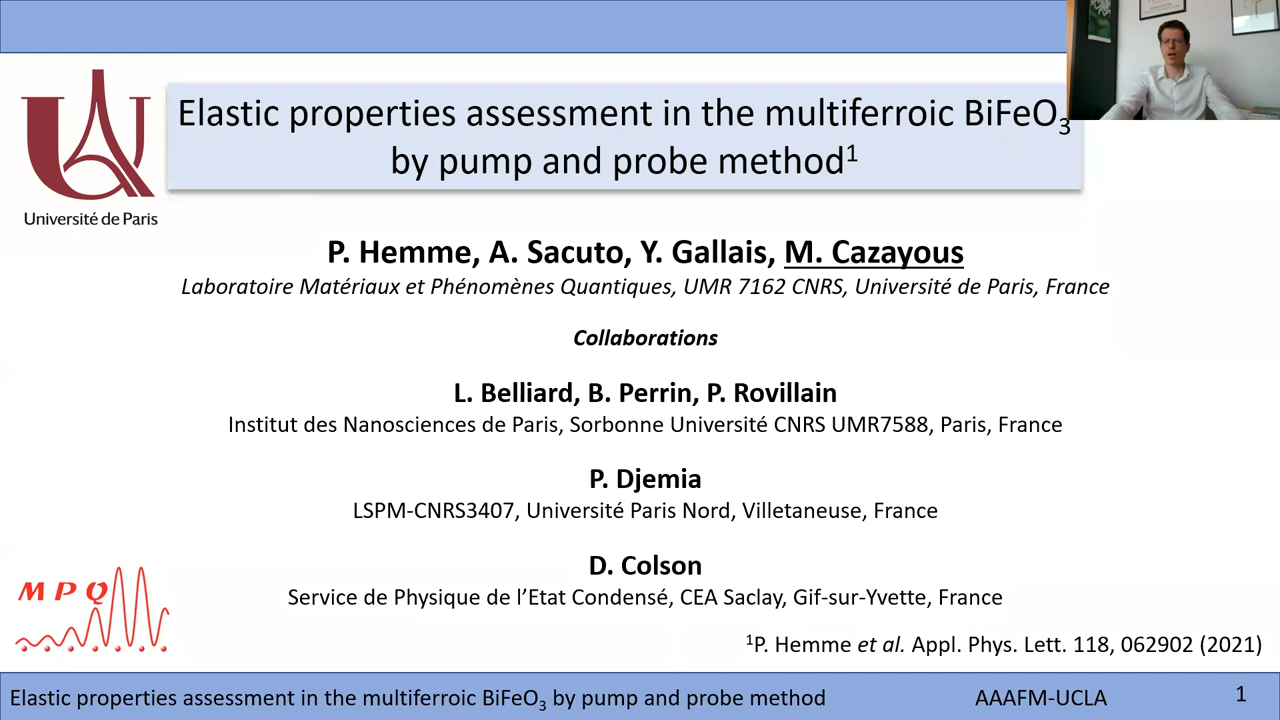 Elastic properties assessment in the multiferroic BiFeO₃
by pump and probe method¹
Université de Paris
P. Hemme, A. Sacuto, Y. Gallais, M. Cazayous
Laboratoire Matériaux et Phénomènes Quantiques, UMR 7162 CNRS, Université de Paris, France
Collaborations
L. Belliard, B. Perrin, P. Rovillain
Institut des Nanosciences de Paris, Sorbonne Université CNRS UMR7588, Paris, France
P. Djemia
LSPM-CNRS3407, Université Paris Nord, Villetaneuse, France
D. Colson
Service de Physique de l’Etat Condensé, CEA Saclay, Gif-sur-Yvette, France
MPQ
¹P. Hemme et al. Appl. Phys. Lett. 118, 062902 (2021)
Elastic properties assessment in the multiferroic BiFeO₃ by pump and probe method AAAFM-UCLA 1